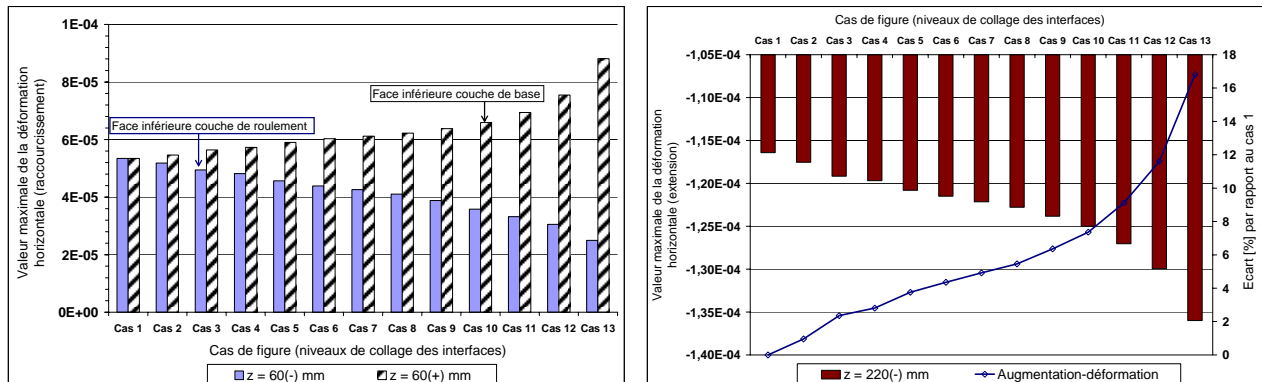 Valeur maximale de la déformation
horizontale (raccourcissement)
1E-04
8E-05
6E-05
4E-05
2E-05
0E+00
Face inférieure couche de base
Face inférieure couche de roulement
Cas 1 Cas 2 Cas 3 Cas 4 Cas 5 Cas 6 Cas 7 Cas 8 Cas 9 Cas 10 Cas 11 Cas 12 Cas 13
Cas de figure (niveaux de collage des interfaces)
z = 60(-) mm z = 60(+) mm
Cas de figure (niveaux de collage des interfaces)
Cas 1 Cas 2 Cas 3 Cas 4 Cas 5 Cas 6 Cas 7 Cas 8 Cas 9 Cas 10 Cas 11 Cas 12 Cas 13
Valeur maximale de la déformation
horizontale (extension)
-1,05E-04
-1,10E-04
-1,15E-04
-1,20E-04
-1,25E-04
-1,30E-04
-1,35E-04
-1,40E-04
18
16
14
12
10
8
6
4
2
0
Ecart [%] par rapport au cas 1
z = 220(-) mm Augmentation-déformation